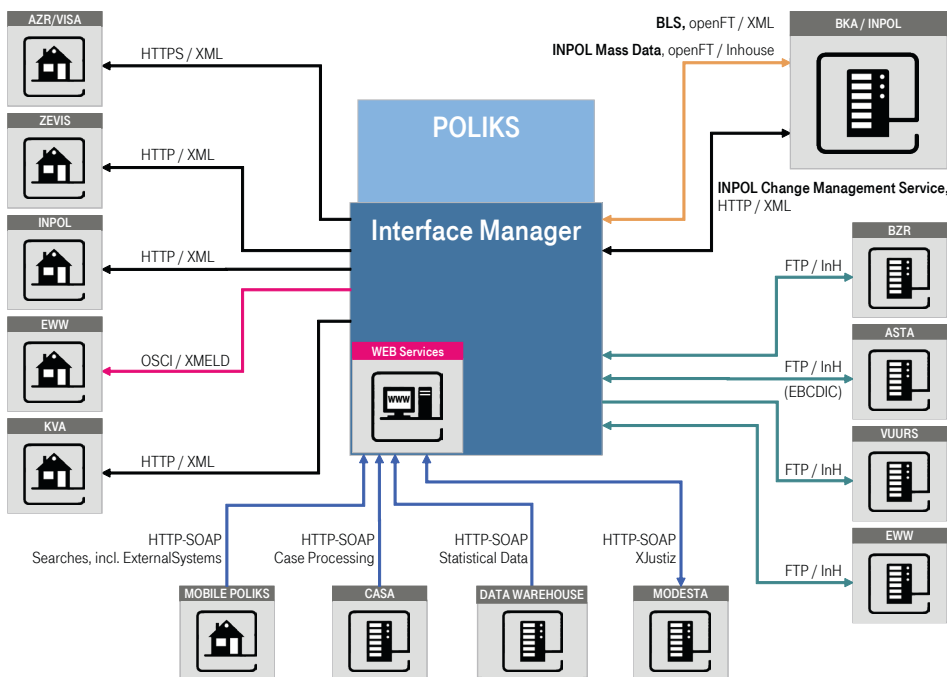 AZR/VISA
HTTPS / XML
ZEVIS
HTTP / XML
INPOL
HTTP / XML
EWW
OSCI / XMELD
KVA
HTTP / XML
POLIKS
Interface Manager
WEB Services
WWW
BLS, openFT / XML
INPOL Mass Data, openFT / Inhouse
BKA / INPOL
INPOL Change Management Service,
HTTP / XML
BZR
FTP / InH
ASTA
FTP / InH
(EBCDIC)
VUURS
FTP / InH
EWW
FTP / InH
HTTP-SOAP
Searches, incl. ExternalSystems
MOBILE POLIKS
HTTP-SOAP
Case Processing
CASA
HTTP-SOAP
Statistical Data
DATA WAREHOUSE
HTTP-SOAP
XJustiz
MODESTA